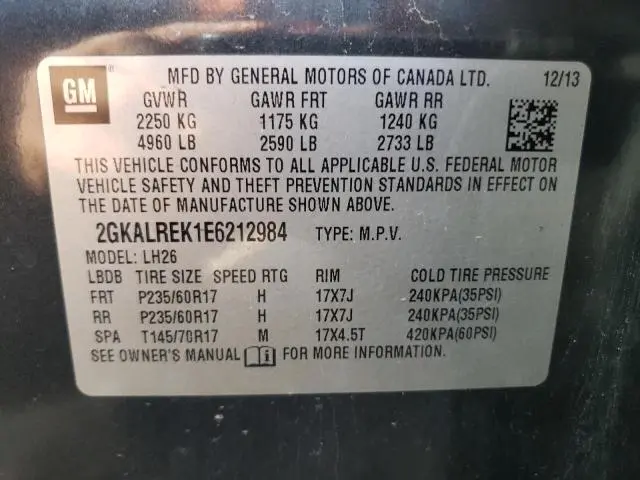 GM ® MFD BY GENERAL MOTORS OF CANADA LTD. 12/13
GVWR GAWR FRT GAWR RR
2250 KG 1175 KG 1240 KG
4960 LB 2590 LB 2733 LB
THIS VEHICLE CONFORMS TO ALL APPLICABLE U.S. FEDERAL MOTOR
VEHICLE SAFETY AND THEFT PREVENTION STANDARDS IN EFFECT ON
THE DATE OF MANUFACTURE SHOWN ABOVE.
2GKALREK1E6212984 TYPE: M.P.V.
MODEL: LH26
LBDB TIRE SIZE SPEED RTG RIM COLD TIRE PRESSURE
FRT P235/60R17 H 17X7J 240KPA(35PSI)
RR P235/60R17 H 17X7J 240KPA(35PSI)
SPA T145/70R17 M 17X4.5T 420KPA(60PSI)
SEE OWNER'S MANUAL FOR MORE INFORMATION.